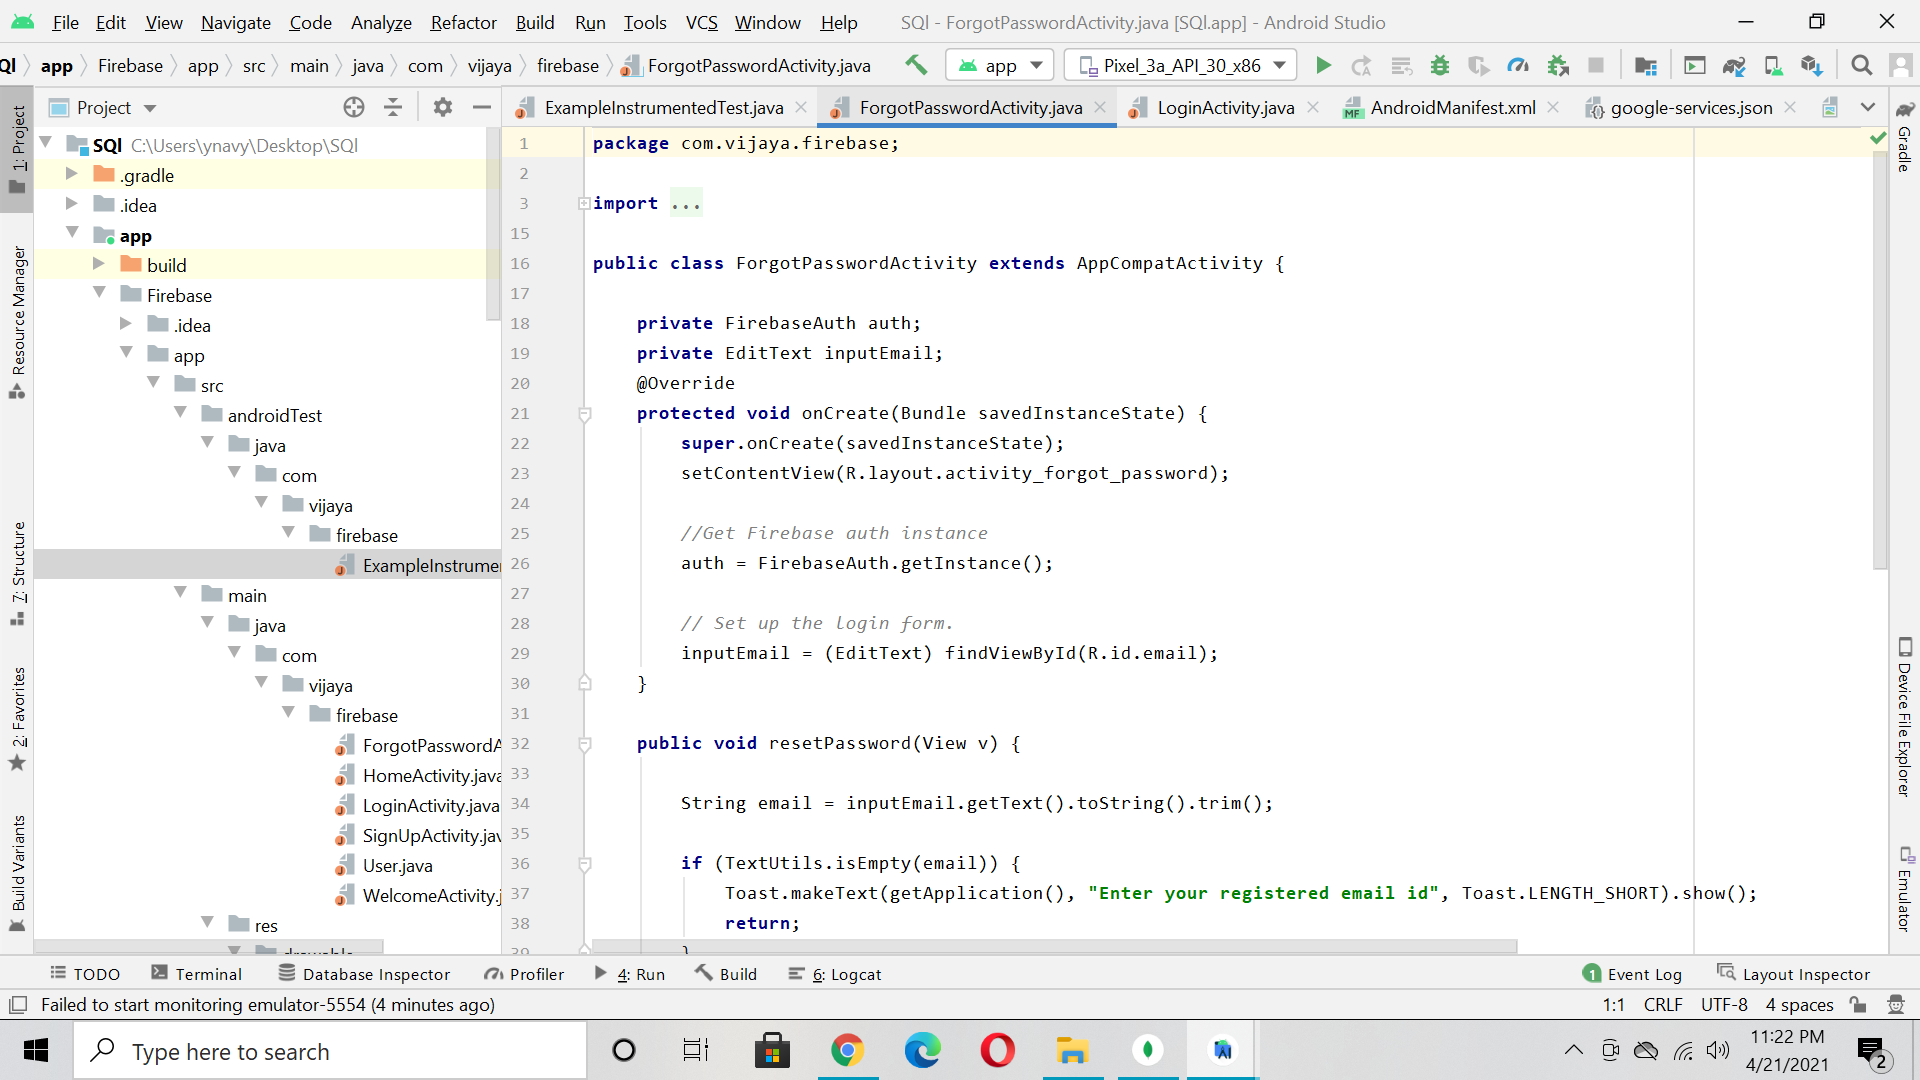 File Edit View Navigate Code Analyze Refactor Build Run Tools VCS Window Help SQl - ForgotPasswordActivity.java [SQl.app] - Android Studio
Ql app Firebase app src main java com vijaya firebase ForgotPasswordActivity.java app Pixel_3a_API_30_x86
Project
ExampleInstrumentedTest.java ForgotPasswordActivity.java LoginActivity.java AndroidManifest.xml google-services.json
1: Project
Resource Manager
7: Structure
2: Favorites
Build Variants
SQl C:\Users\ynavy\Desktop\SQl
.gradle
.idea
app
build
Firebase
.idea
app
src
androidTest
java
com
vijaya
firebase
ExampleInstrume
main
java
com
vijaya
firebase
ForgotPasswordA
HomeActivity.java
LoginActivity.java
SignUpActivity.jav
User.java
WelcomeActivity.j
res
drawable
1 package com.vijaya.firebase;
2
3 import ...
15
16 public class ForgotPasswordActivity extends AppCompatActivity {
17
18 private FirebaseAuth auth;
19 private EditText inputEmail;
20 @Override
21 protected void onCreate(Bundle savedInstanceState) {
22 super.onCreate(savedInstanceState);
23 setContentView(R.layout.activity_forgot_password);
24
25 //Get Firebase auth instance
26 auth = FirebaseAuth.getInstance();
27
28 // Set up the login form.
29 inputEmail = (EditText) findViewById(R.id.email);
30 }
31
32 public void resetPassword(View v) {
33
34 String email = inputEmail.getText().toString().trim();
35
36 if (TextUtils.isEmpty(email)) {
37 Toast.makeText(getApplication(), "Enter your registered email id", Toast.LENGTH_SHORT).show();
38 return;
39 }
Gradle
Device File Explorer
Emulator
TODO Terminal Database Inspector Profiler 4: Run Build 6: Logcat 1 Event Log Layout Inspector
Failed to start monitoring emulator-5554 (4 minutes ago) 1:1 CRLF UTF-8 4 spaces
Type here to search
11:22 PM
4/21/2021
2